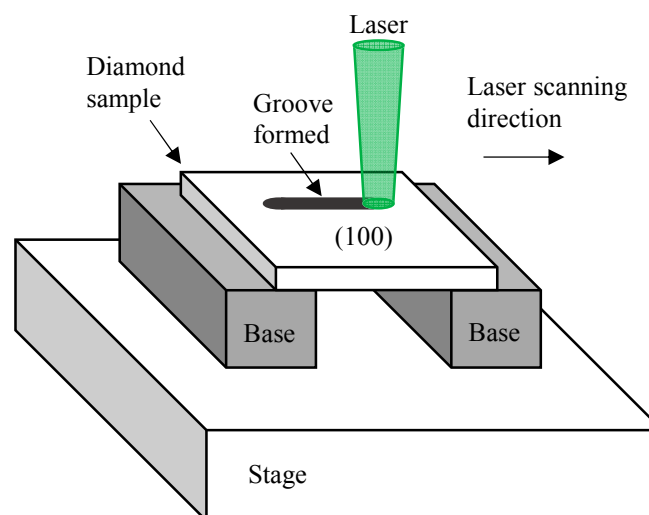 Laser
Diamond
sample
Groove
formed
Laser scanning
direction
(100)
Base
Base
Stage